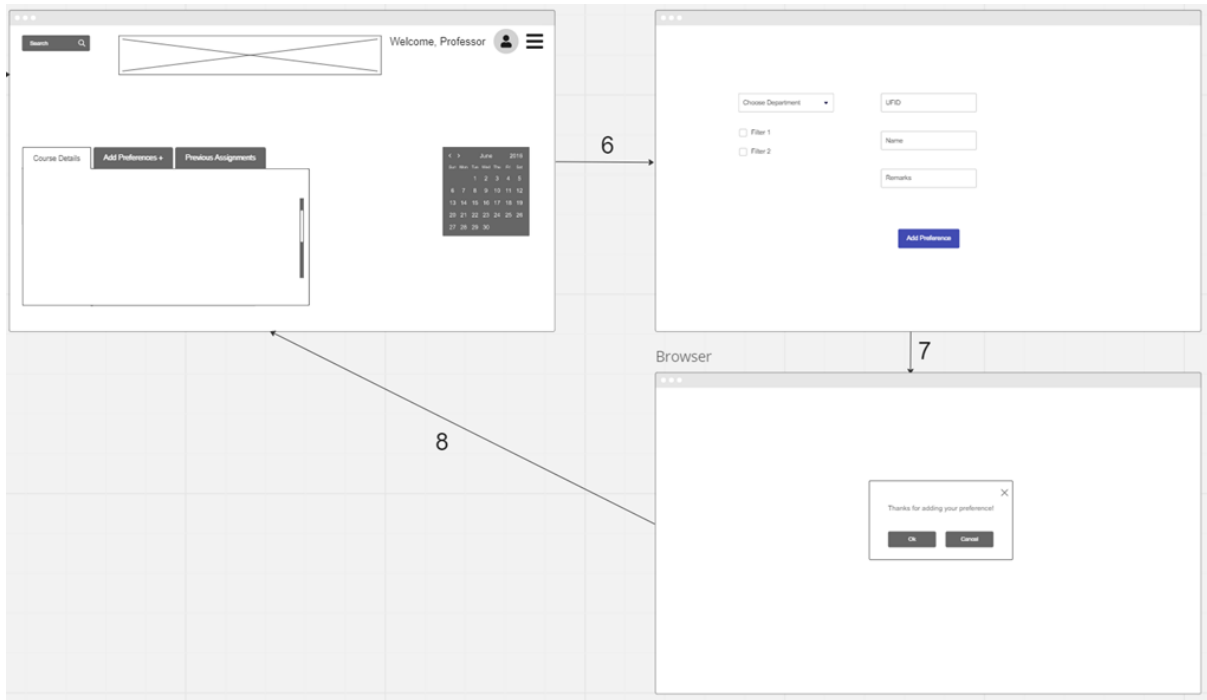 Search
Welcome, Professor
Course Details
Add Preferences +
Previous Assignments
< > June 2019
Sun Mon Tue Wed Thu Fri Sat
1 2 3 4 5
6 7 8 9 10 11 12
13 14 15 16 17 18 19
20 21 22 23 24 25 26
27 28 29 30
6
Choose Department
Filter 1
Filter 2
UFID
Name
Remarks
Add Preference
7
Browser
8
Thanks for adding your preference!
Ok
Cancel